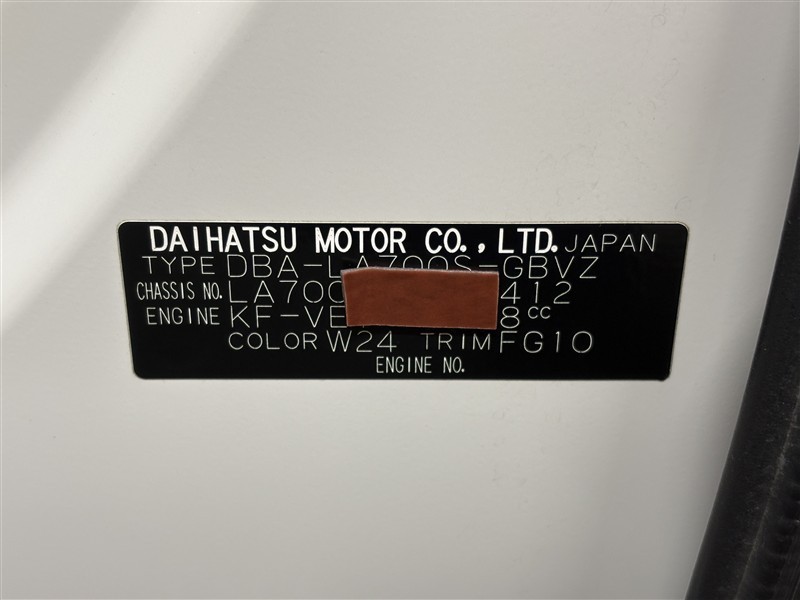 DAIHATSU MOTOR CO., LTD. JAPAN
TYPE DBA-LA700S-GBVZ
CHASSIS NO. LA700 412
ENGINE KF-VE 8cc
COLOR W24 TRIM FG10
ENGINE NO.